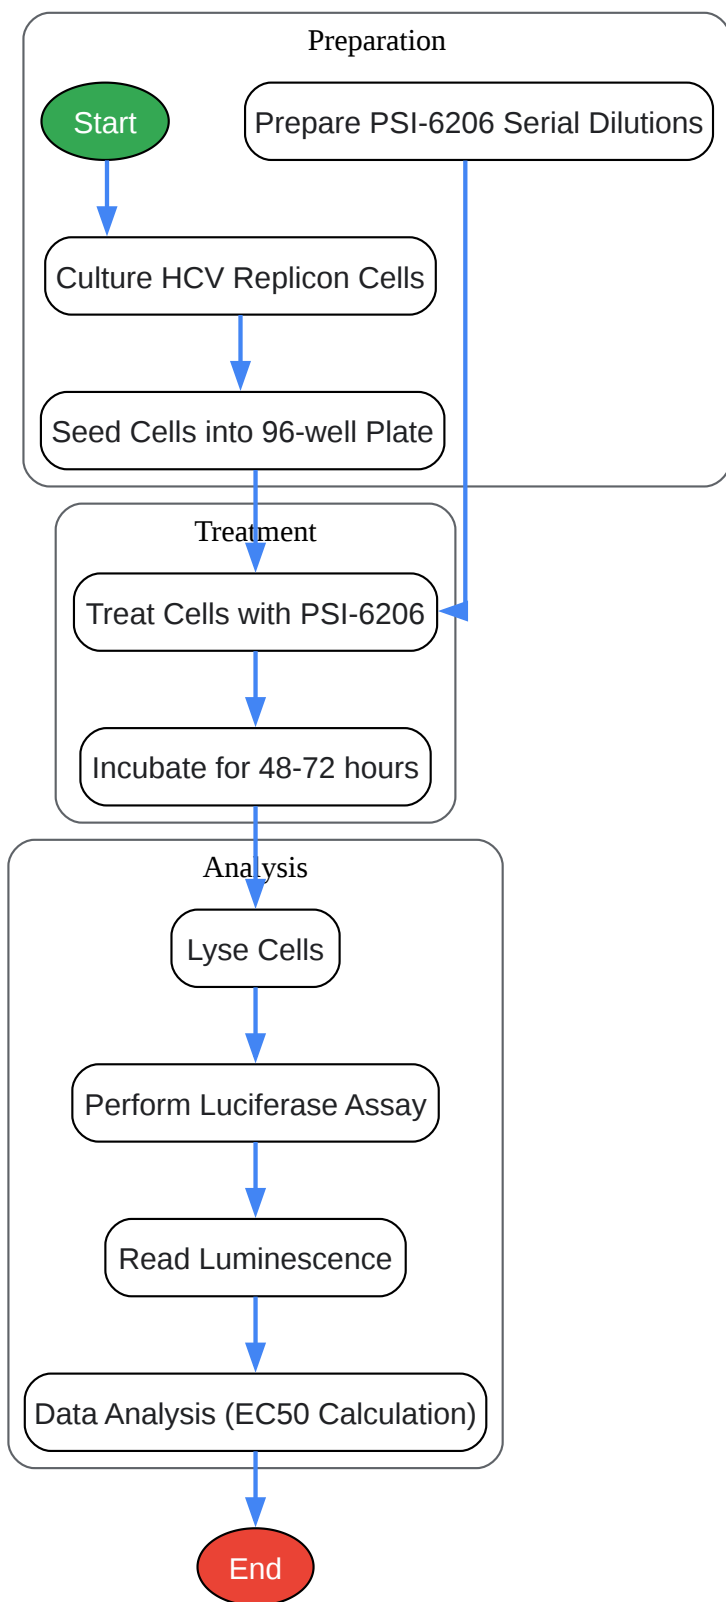 Preparation
Start
Prepare PSI-6206 Serial Dilutions
Culture HCV Replicon Cells
Seed Cells into 96-well Plate
Treatment
Treat Cells with PSI-6206
Incubate for 48-72 hours
Analysis
Lyse Cells
Perform Luciferase Assay
Read Luminescence
Data Analysis (EC50 Calculation)
End